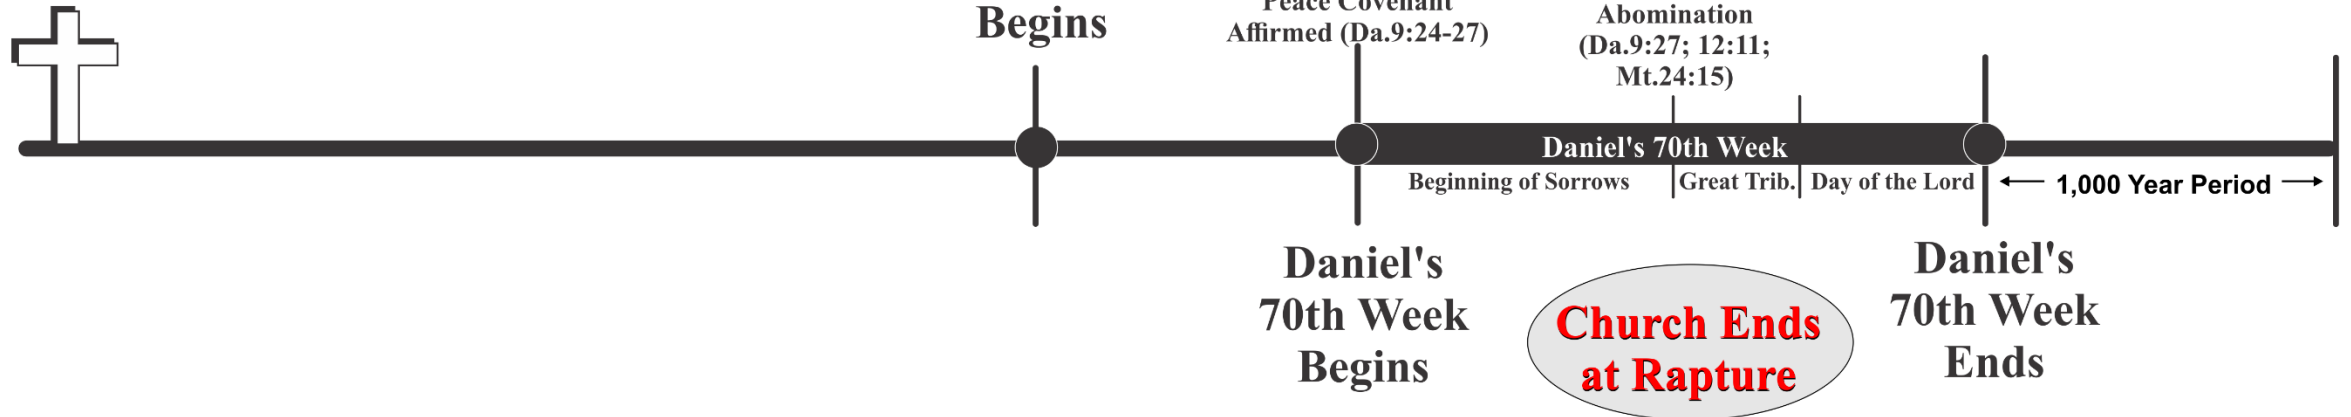 Begins
Peace Covenant
Affirmed (Da.9:24-27)
Abomination
(Da.9:27; 12:11;
Mt.24:15)
Daniel's 70th Week
Beginning of Sorrows
Great Trib.
Day of the Lord
1,000 Year Period
Daniel's
70th Week
Begins
Church Ends
at Rapture
Daniel's
70th Week
Ends